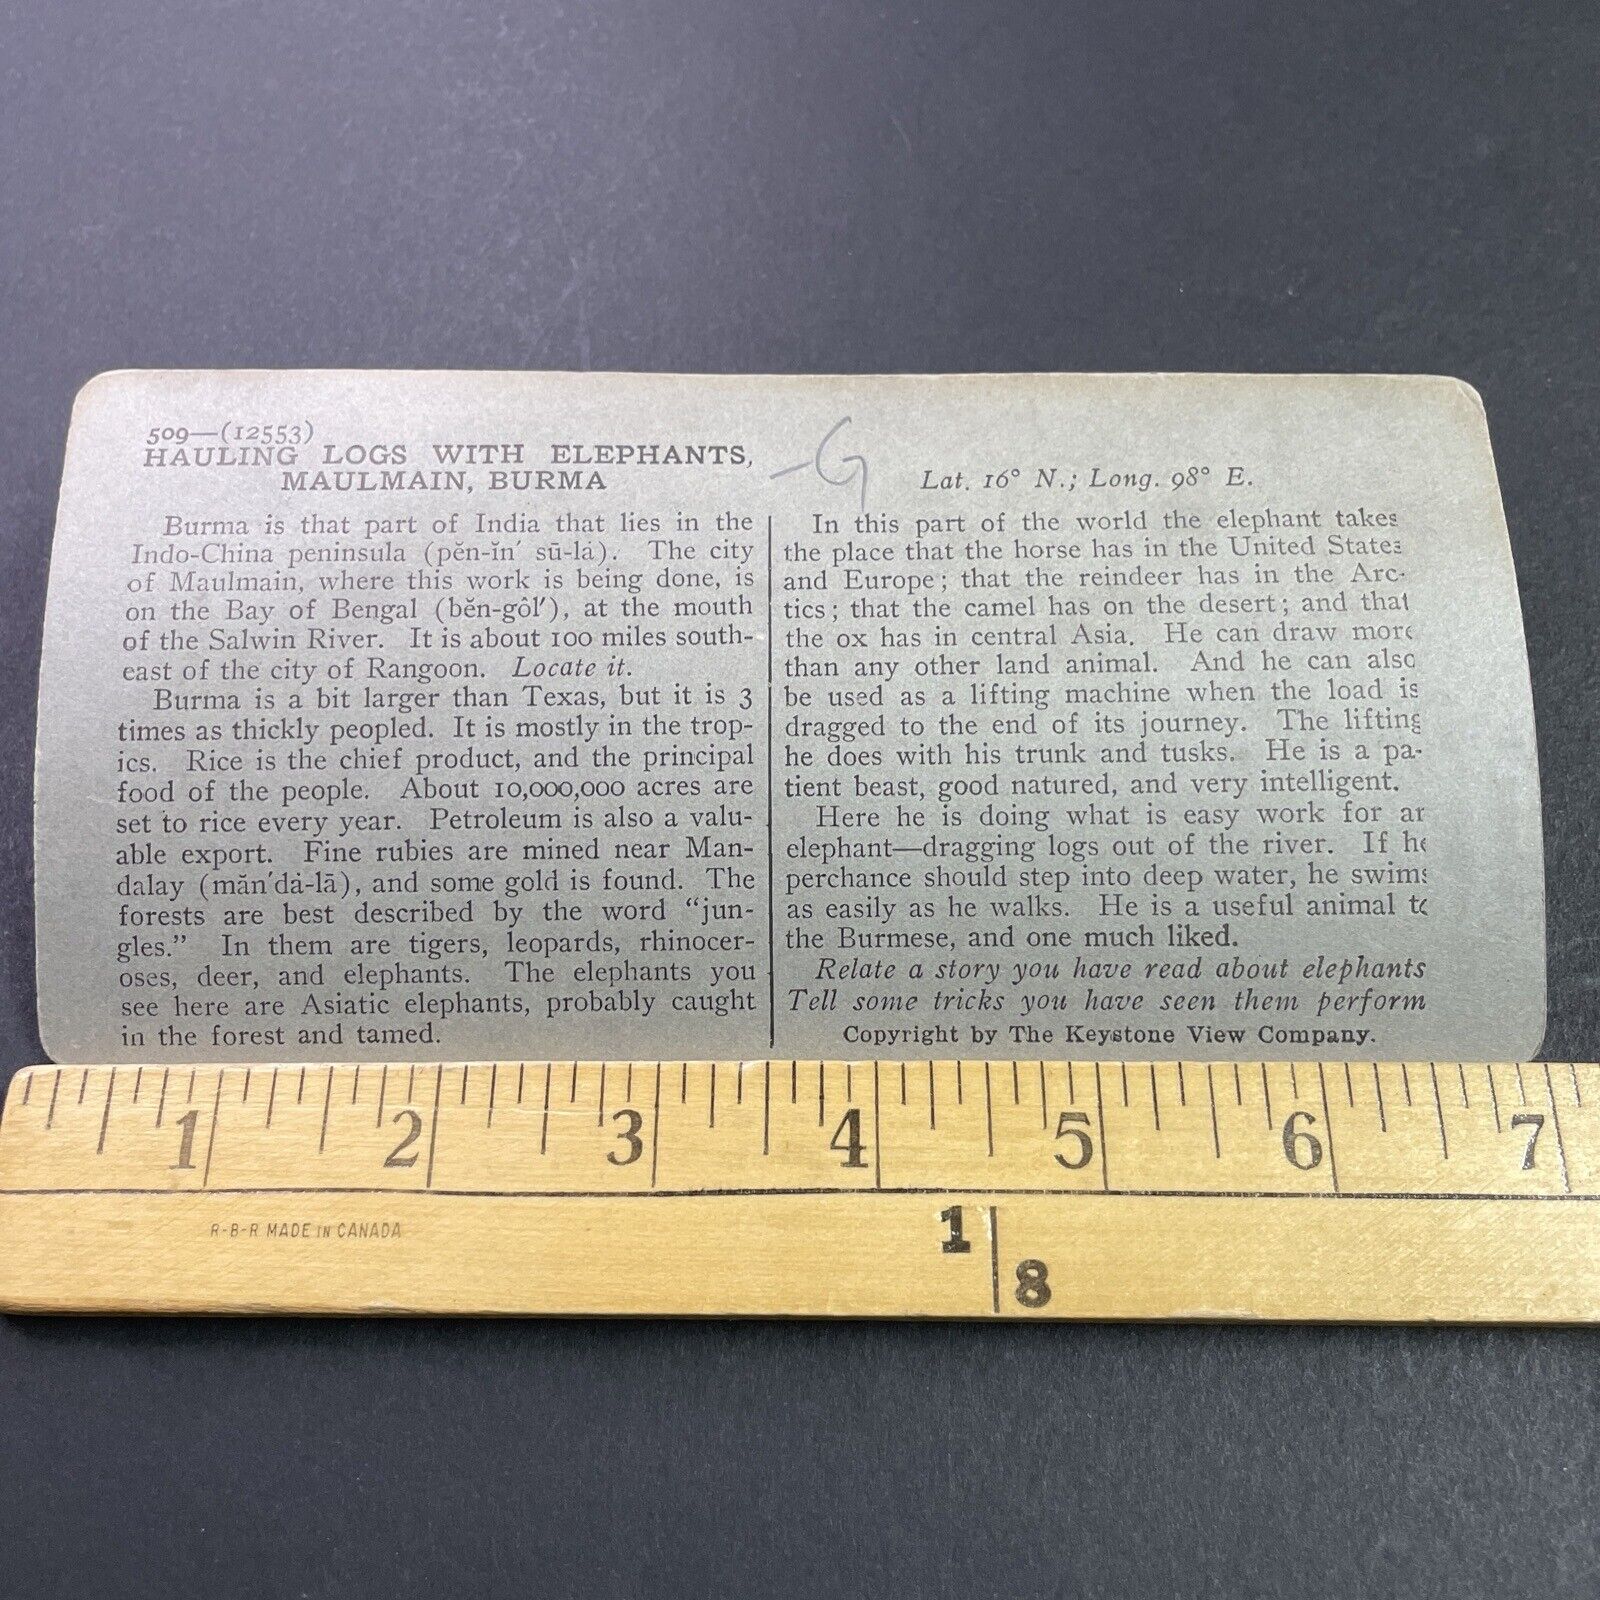 509—(12553)
HAULING LOGS WITH ELEPHANTS,
MAULMAIN, BURMA
Burma is that part of India that lies in the
Indo-China peninsula (pĕn-ĭn′ sū-lȧ). The city
of Maulmain, where this work is being done, is
on the Bay of Bengal (bĕn-gôl′), at the mouth
of the Salwin River. It is about 100 miles south-
east of the city of Rangoon. Locate it.
Burma is a bit larger than Texas, but it is 3
times as thickly peopled. It is mostly in the trop-
ics. Rice is the chief product, and the principal
food of the people. About 10,000,000 acres are
set to rice every year. Petroleum is also a valu-
able export. Fine rubies are mined near Man-
dalay (măn′dȧ-lā), and some gold is found. The
forests are best described by the word “jun-
gles.” In them are tigers, leopards, rhinocer-
oses, deer, and elephants. The elephants you
see here are Asiatic elephants, probably caught
in the forest and tamed.
-G
Lat. 16° N.; Long. 98° E.
In this part of the world the elephant takes
the place that the horse has in the United States
and Europe; that the reindeer has in the Arc-
tics; that the camel has on the desert; and that
the ox has in central Asia. He can draw more
than any other land animal. And he can also
be used as a lifting machine when the load is
dragged to the end of its journey. The lifting
he does with his trunk and tusks. He is a pa-
tient beast, good natured, and very intelligent.
Here he is doing what is easy work for an
elephant—dragging logs out of the river. If he
perchance should step into deep water, he swims
as easily as he walks. He is a useful animal to
the Burmese, and one much liked.
Relate a story you have read about elephants
Tell some tricks you have seen them perform
Copyright by The Keystone View Company.
1 2 3 4 5 6 7
R-B-R MADE IN CANADA
1
8